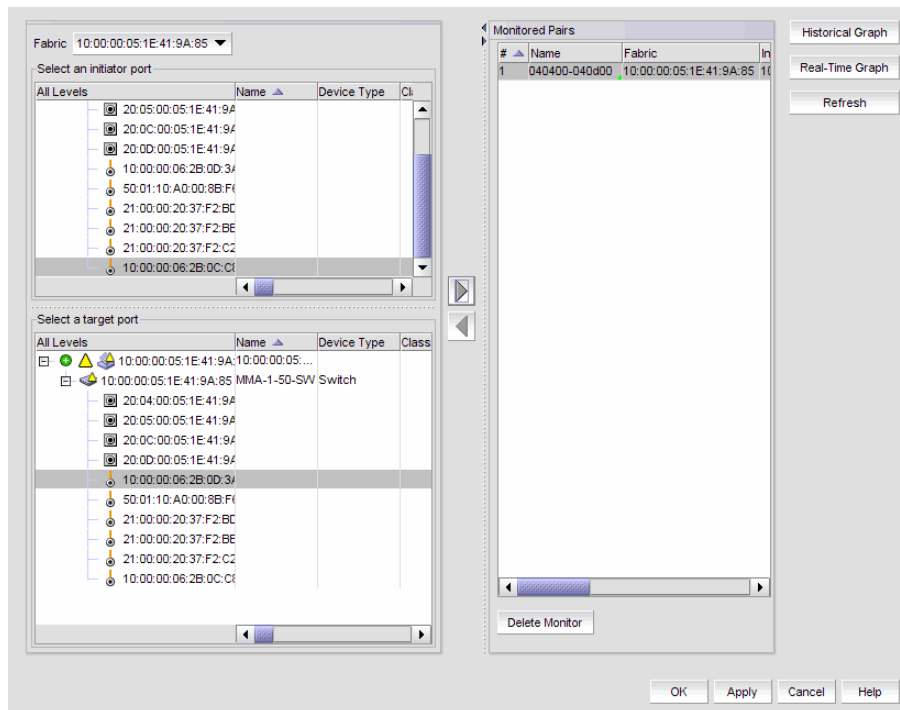 Fabric 10:00:00:05:1E:41:9A:85
Select an initiator port
All Levels Name Device Type Cl
20:05:00:05:1E:41:9A
20:0C:00:05:1E:41:9A
20:0D:00:05:1E:41:9A
10:00:00:06:2B:0D:3A
50:01:10:A0:00:8B:F6
21:00:00:20:37:F2:BD
21:00:00:20:37:F2:BE
21:00:00:20:37:F2:C2
10:00:00:06:2B:0C:C8
Select a target port
All Levels Name Device Type Class
10:00:00:05:1E:41:9A: 10:00:00:05:...
10:00:00:05:1E:41:9A:85 MMA-1-50-SW Switch
20:04:00:05:1E:41:9A
20:05:00:05:1E:41:9A
20:0C:00:05:1E:41:9A
20:0D:00:05:1E:41:9A
10:00:00:06:2B:0D:3A
50:01:10:A0:00:8B:F6
21:00:00:20:37:F2:BD
21:00:00:20:37:F2:BE
21:00:00:20:37:F2:C2
10:00:00:06:2B:0C:C8
Monitored Pairs
# Name Fabric In
1 040400-040d00 10:00:00:05:1E:41:9A:85 10
Delete Monitor
Historical Graph
Real-Time Graph
Refresh
OK Apply Cancel Help